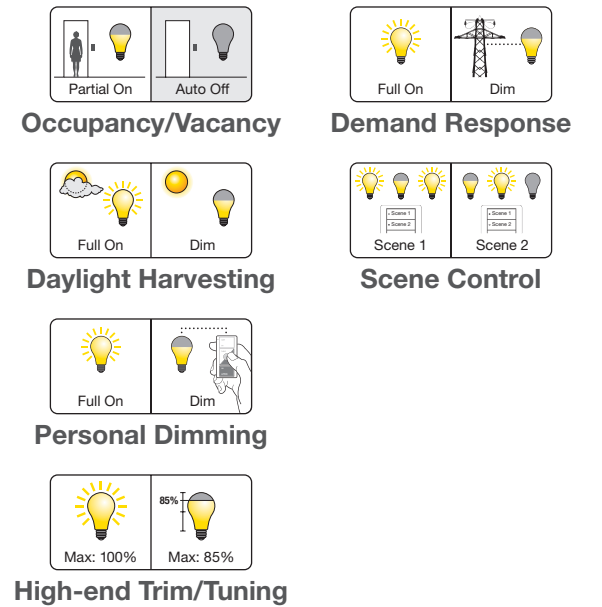 Partial On
Auto Off
Occupancy/Vacancy
Full On
Dim
Demand Response
Full On
Dim
Daylight Harvesting
Scene 1
Scene 2
Scene 1
Scene 2
Scene 1
Scene 2
Scene Control
Full On
Dim
Personal Dimming
85%
Max: 100%
Max: 85%
High-end Trim/Tuning